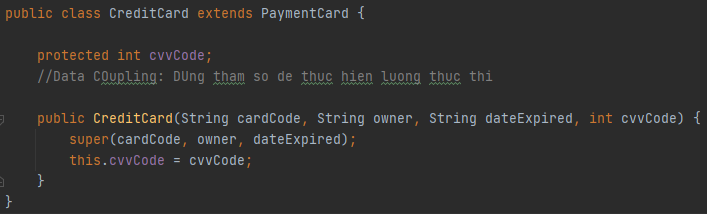 public class CreditCard extends PaymentCard {
protected int cvvCode;
//Data COupling: DUng tham so de thuc hien luong thuc thi
public CreditCard(String cardCode, String owner, String dateExpired, int cvvCode) {
super(cardCode, owner, dateExpired);
this.cvvCode = cvvCode;
}
}